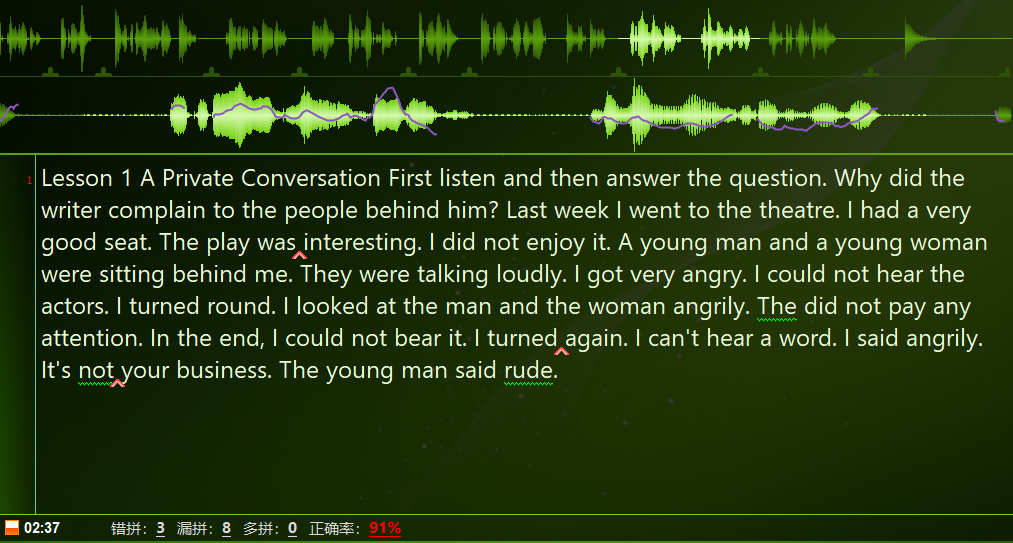 1
Lesson 1 A Private Conversation First listen and then answer the question. Why did the
writer complain to the people behind him? Last week I went to the theatre. I had a very
good seat. The play was interesting. I did not enjoy it. A young man and a young woman
were sitting behind me. They were talking loudly. I got very angry. I could not hear the
actors. I turned round. I looked at the man and the woman angrily. The did not pay any
attention. In the end, I could not bear it. I turned again. I can't hear a word. I said angrily.
It's not your business. The young man said rude.
02:37 错拼: 3 漏拼: 8 多拼: 0 正确率: 91%